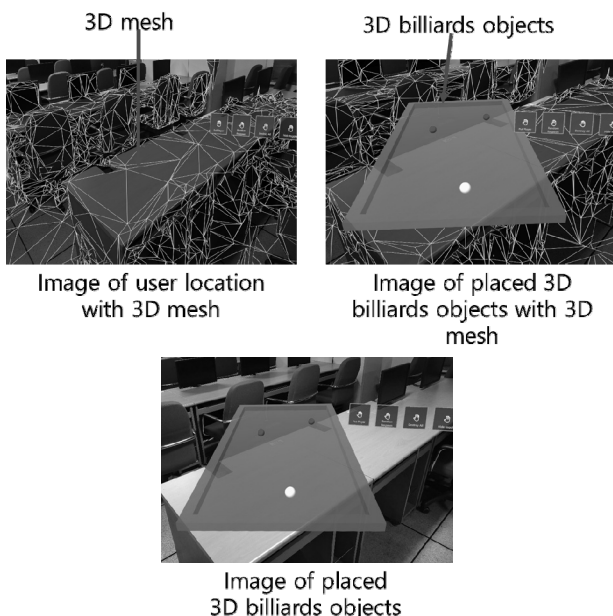 3D mesh
3D billiards objects
Image of user location
with 3D mesh
Image of placed 3D
billiards objects with 3D
mesh
Image of placed
3D billiards objects